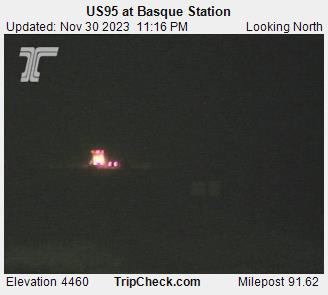 US95 at Basque Station
Updated: Nov 30 2023 11:16 PM Looking North
Elevation 4460 TripCheck.com Milepost 91.62